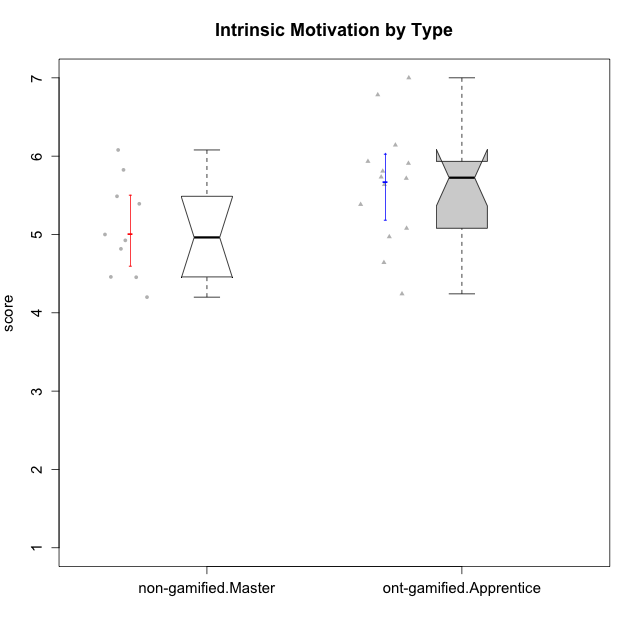 Intrinsic Motivation by Type
score
7
6
5
4
3
2
1
non-gamified.Master
ont-gamified.Apprentice